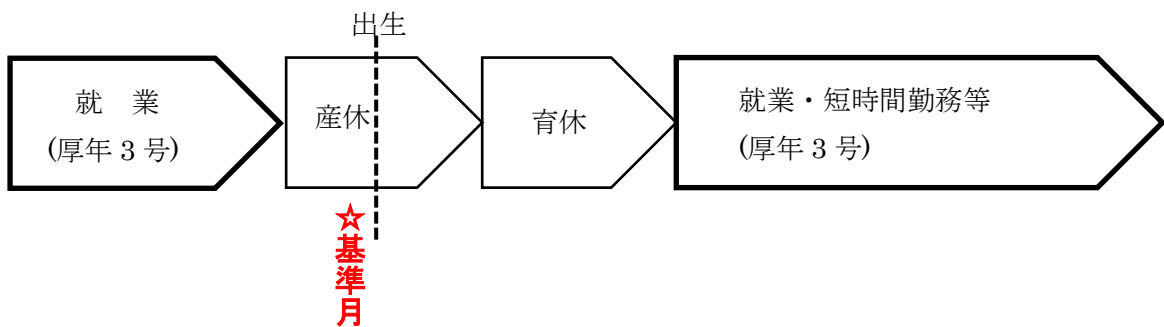 出生
就　業
(厚年 3 号)
産休
育休
就業・短時間勤務等
(厚年 3 号)
☆基準月